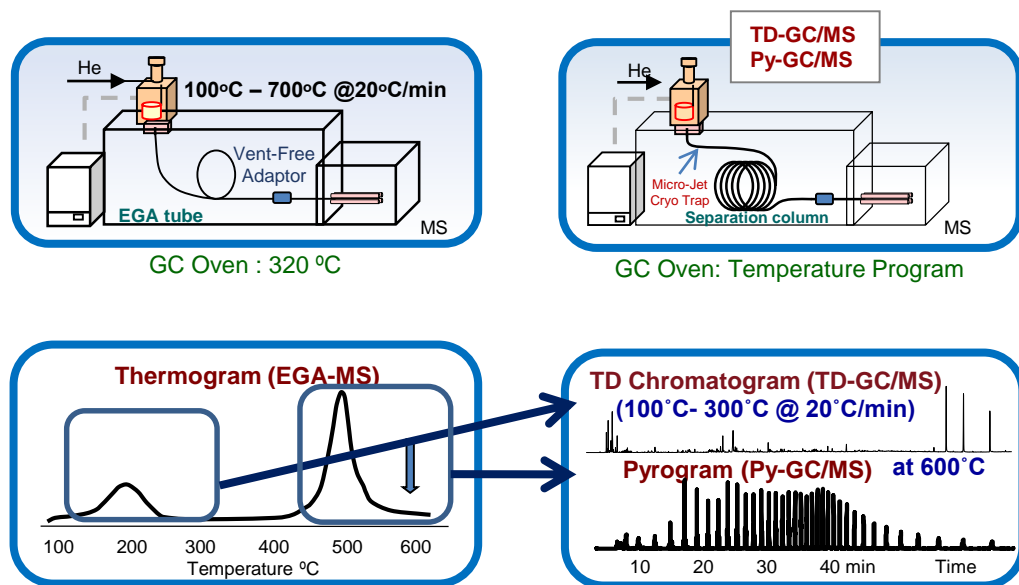 He
100ºC – 700ºC @20ºC/min
Vent-Free
Adaptor
EGA tube
MS
GC Oven : 320 ºC
TD-GC/MS
Py-GC/MS
He
Micro-Jet
Cryo Trap
Separation column
MS
GC Oven: Temperature Program
Thermogram (EGA-MS)
100 200 300 400 500 600
Temperature ºC
TD Chromatogram (TD-GC/MS)
(100˚C- 300˚C @ 20˚C/min)
Pyrogram (Py-GC/MS) at 600˚C
10 20 30 40 min Time